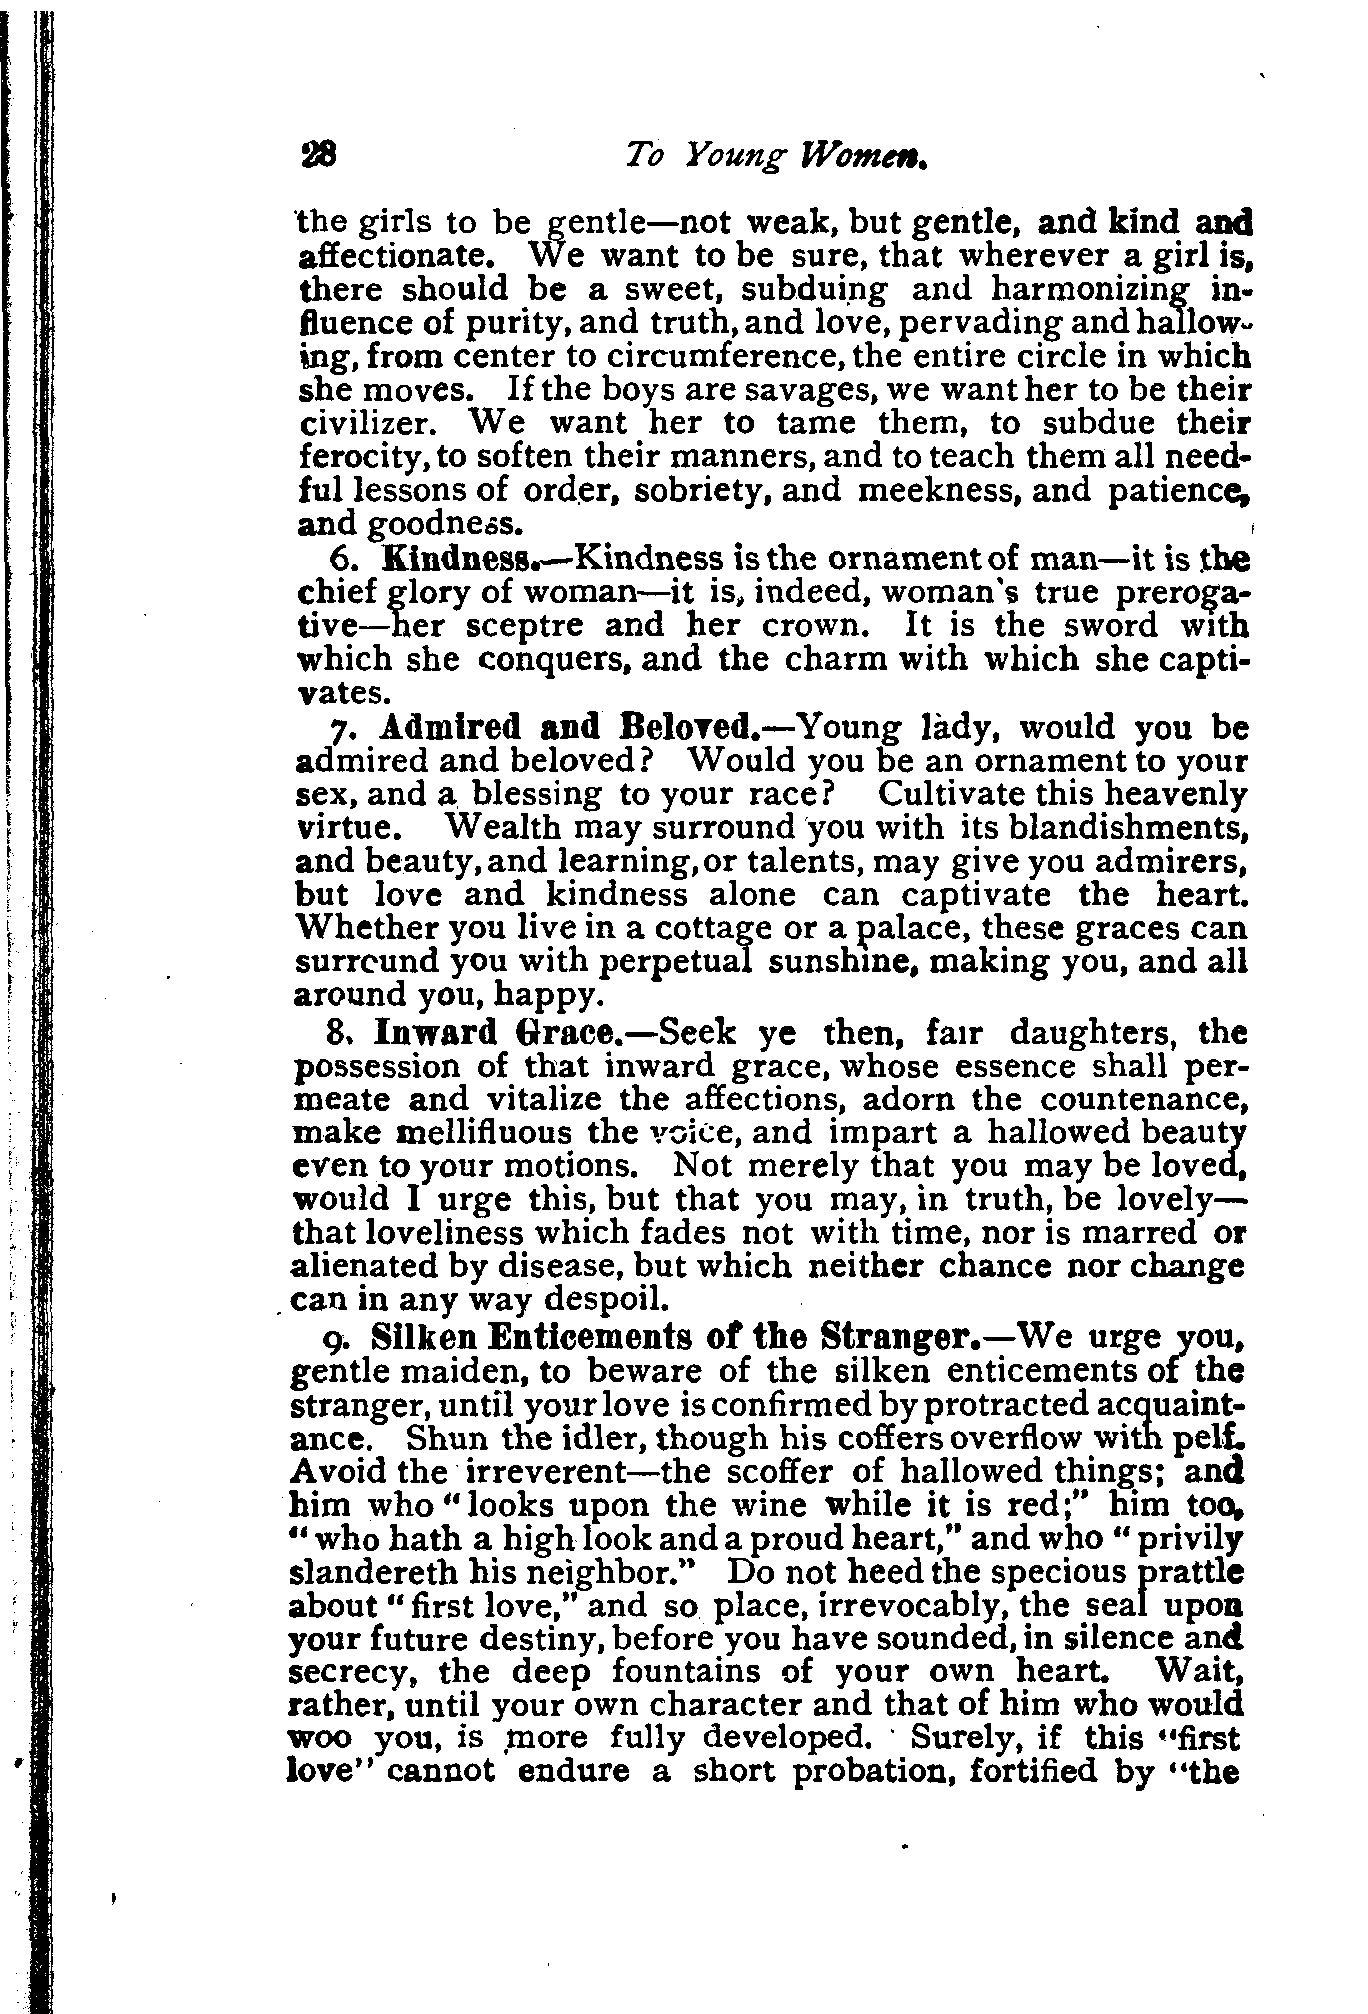 28 To Young Women.
the girls to be gentle—not weak, but gentle, and kind and
affectionate. We want to be sure, that wherever a girl is,
there should be a sweet, subduing and harmonizing in-
fluence of purity, and truth, and love, pervading and hallow-
ing, from center to circumference, the entire circle in which
she moves. If the boys are savages, we want her to be their
civilizer. We want her to tame them, to subdue their
ferocity, to soften their manners, and to teach them all need-
ful lessons of order, sobriety, and meekness, and patience,
and goodness.
6. Kindness.—Kindness is the ornament of man—it is the
chief glory of woman—it is, indeed, woman's true preroga-
tive—her sceptre and her crown. It is the sword with
which she conquers, and the charm with which she capti-
vates.
7. Admired and Beloved.—Young lady, would you be
admired and beloved? Would you be an ornament to your
sex, and a blessing to your race? Cultivate this heavenly
virtue. Wealth may surround you with its blandishments,
and beauty, and learning, or talents, may give you admirers,
but love and kindness alone can captivate the heart.
Whether you live in a cottage or a palace, these graces can
surround you with perpetual sunshine, making you, and all
around you, happy.
8. Inward Grace.—Seek ye then, fair daughters, the
possession of that inward grace, whose essence shall per-
meate and vitalize the affections, adorn the countenance,
make mellifluous the voice, and impart a hallowed beauty
even to your motions. Not merely that you may be loved,
would I urge this, but that you may, in truth, be lovely—
that loveliness which fades not with time, nor is marred or
alienated by disease, but which neither chance nor change
can in any way despoil.
9. Silken Enticements of the Stranger.—We urge you,
gentle maiden, to beware of the silken enticements of the
stranger, until your love is confirmed by protracted acquaint-
ance. Shun the idler, though his coffers overflow with pelf.
Avoid the irreverent—the scoffer of hallowed things; and
him who "looks upon the wine while it is red;" him too,
"who hath a high look and a proud heart," and who "privily
slandereth his neighbor." Do not heed the specious prattle
about "first love," and so place, irrevocably, the seal upon
your future destiny, before you have sounded, in silence and
secrecy, the deep fountains of your own heart. Wait,
rather, until your own character and that of him who would
woo you, is more fully developed. Surely, if this "first
love" cannot endure a short probation, fortified by "the